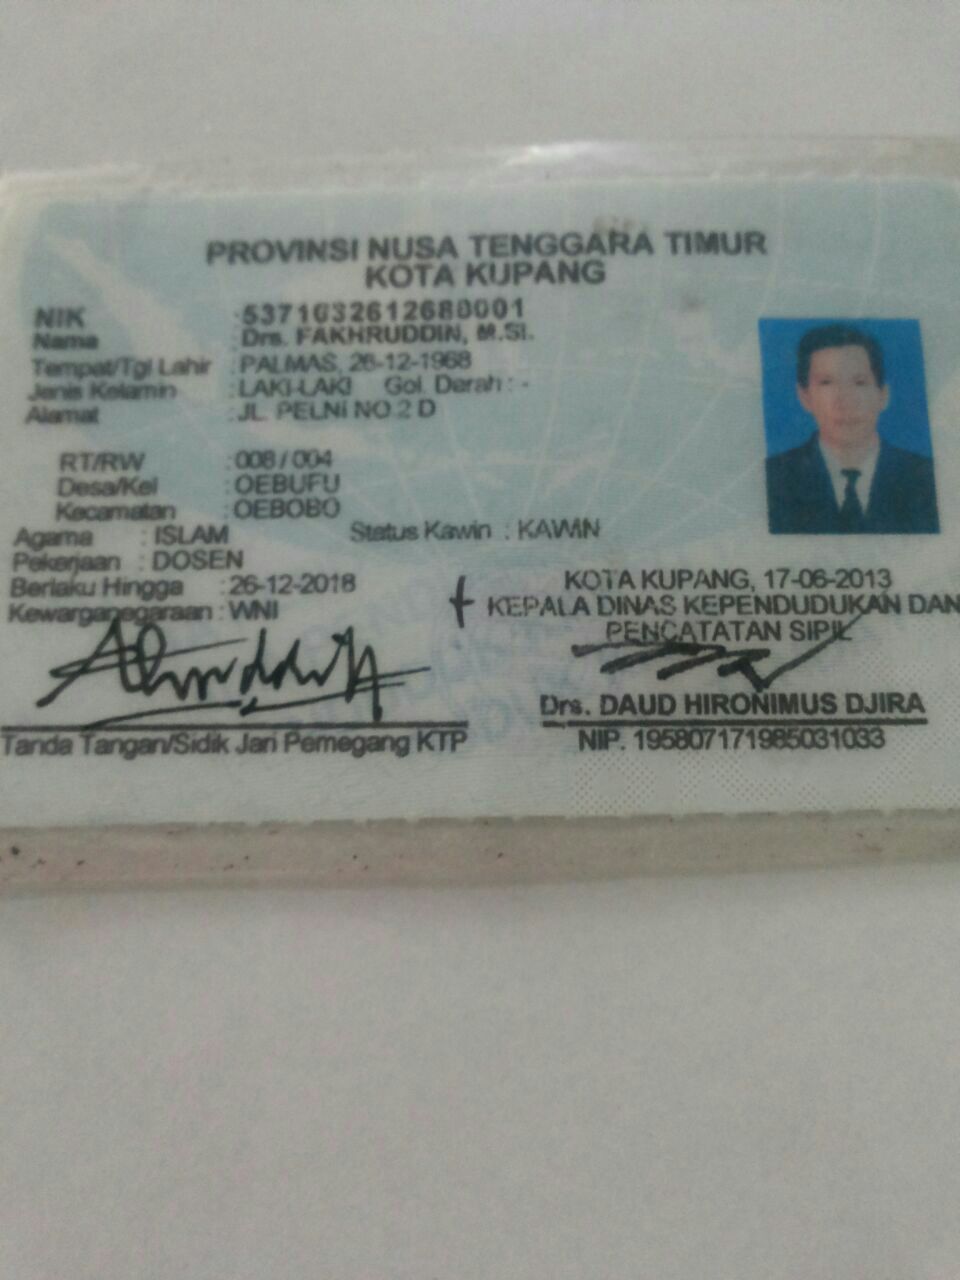 PROVINSI NUSA TENGGARA TIMUR
KOTA KUPANG
NIK : 5371032612680001
Nama : Drs. FAKHRUDDIN, M.SI.
Tempat/Tgl Lahir : PALMAS, 26-12-1968
Jenis Kelamin : LAKI-LAKI Gol. Darah : -
Alamat : JL. PELNI NO.2 D
RT/RW : 008 / 004
Desa/Kel : OEBUFU
Kecamatan : OEBOBO
Agama : ISLAM Status Kawin : KAWIN
Pekerjaan : DOSEN
Berlaku Hingga : 26-12-2018
Kewarganegaraan : WNI
KOTA KUPANG, 17-06-2013
KEPALA DINAS KEPENDUDUKAN DAN
PENCATATAN SIPIL
Drs. DAUD HIRONIMUS DJIRA
NIP. 195807171985031033
Tanda Tangan/Sidik Jari Pemegang KTP